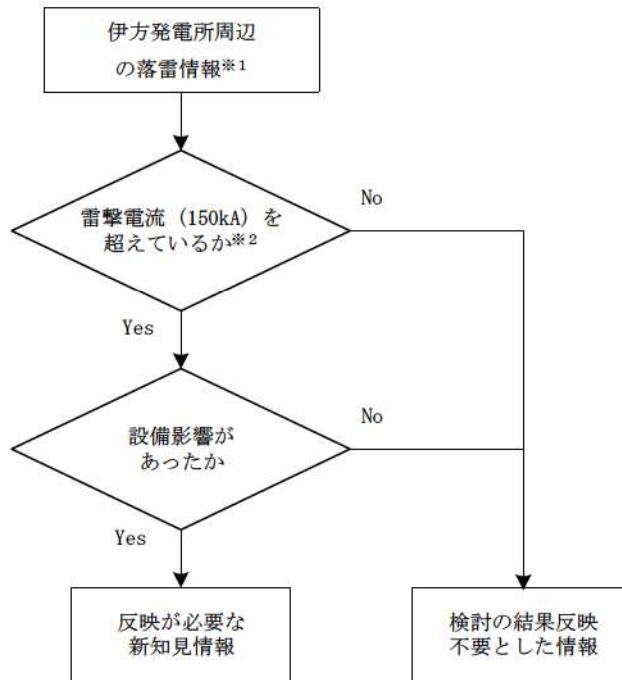 伊方発電所周辺
の落雷情報※1
雷撃電流（150kA）を
超えているか※2
No
Yes
設備影響が
あったか
No
Yes
反映が必要な
新知見情報
検討の結果反映
不要とした情報